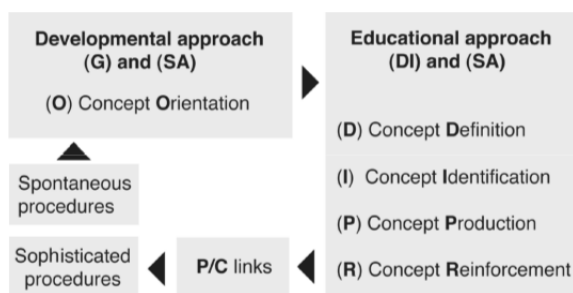 Developmental approach
(G) and (SA)
(O) Concept Orientation
Educational approach
(DI) and (SA)
(D) Concept Definition
(I) Concept Identification
(P) Concept Production
(R) Concept Reinforcement
Spontaneous
procedures
Sophisticated
procedures
P/C links